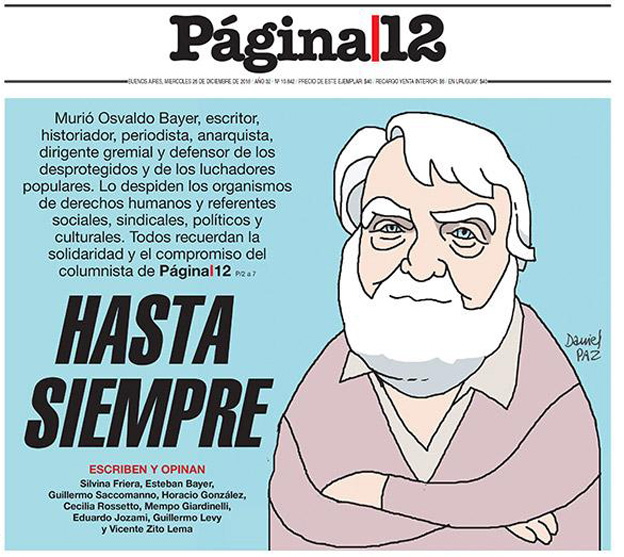 Página|12
BUENOS AIRES, MIERCOLES 26 DE DICIEMBRE DE 2018 / AÑO 32 / Nº 10.642 / PRECIO DE ESTE EJEMPLAR: $40 / RECARGO VENTA INTERIOR: $6 / EN URUGUAY: $40
Murió Osvaldo Bayer, escritor,
historiador, periodista, anarquista,
dirigente gremial y defensor de los
desprotegidos y de los luchadores
populares. Lo despiden los organismos
de derechos humanos y referentes
sociales, sindicales, políticos y
culturales. Todos recuerdan la
solidaridad y el compromiso del
columnista de Página|12 P/2 a 7
HASTA
SIEMPRE
Daniel
PAZ
ESCRIBEN Y OPINAN
Silvina Friera, Esteban Bayer,
Guillermo Saccomanno, Horacio González,
Cecilia Rossetto, Mempo Giardinelli,
Eduardo Jozami, Guillermo Levy
y Vicente Zito Lema